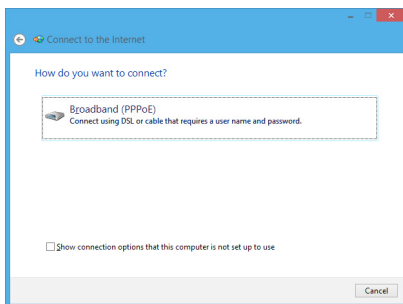 Connect to the Internet
How do you want to connect?
Broadband (PPPoE)
Connect using DSL or cable that requires a user name and password.
Show connection options that this computer is not set up to use
Cancel